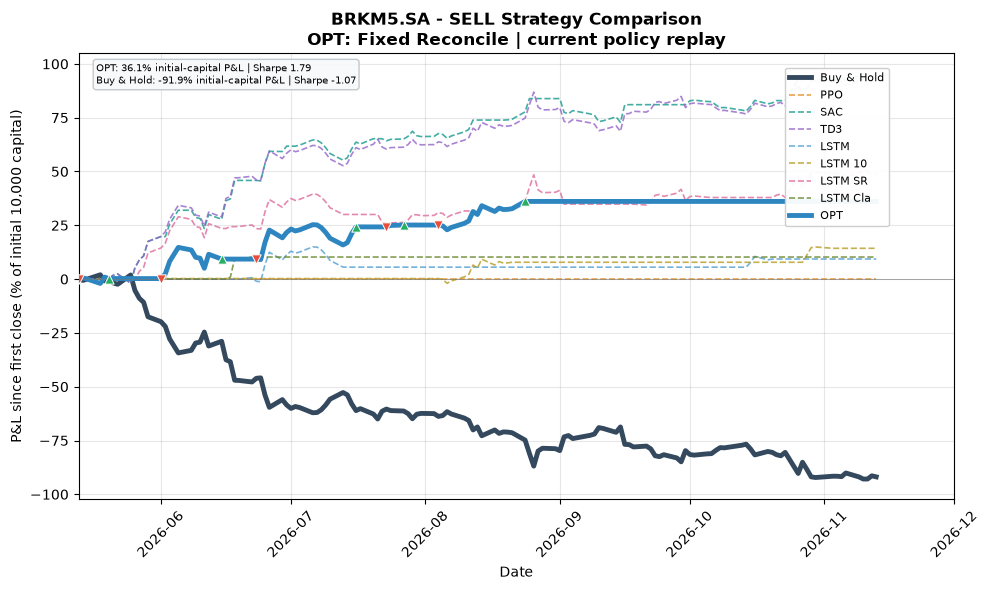 BRKM5.SA - SELL Strategy Comparison
OPT: Fixed Reconcile | current policy replay
OPT: 36.1% initial-capital P&L | Sharpe 1.79
Buy & Hold: -91.9% initial-capital P&L | Sharpe -1.07
Buy & Hold
PPO
SAC
TD3
LSTM
LSTM 10
LSTM SR
LSTM Cla
OPT
P&L since first close (% of initial 10,000 capital)
100
75
50
25
0
−25
−50
−75
−100
2026-06
2026-07
2026-08
2026-09
2026-10
2026-11
2026-12
Date